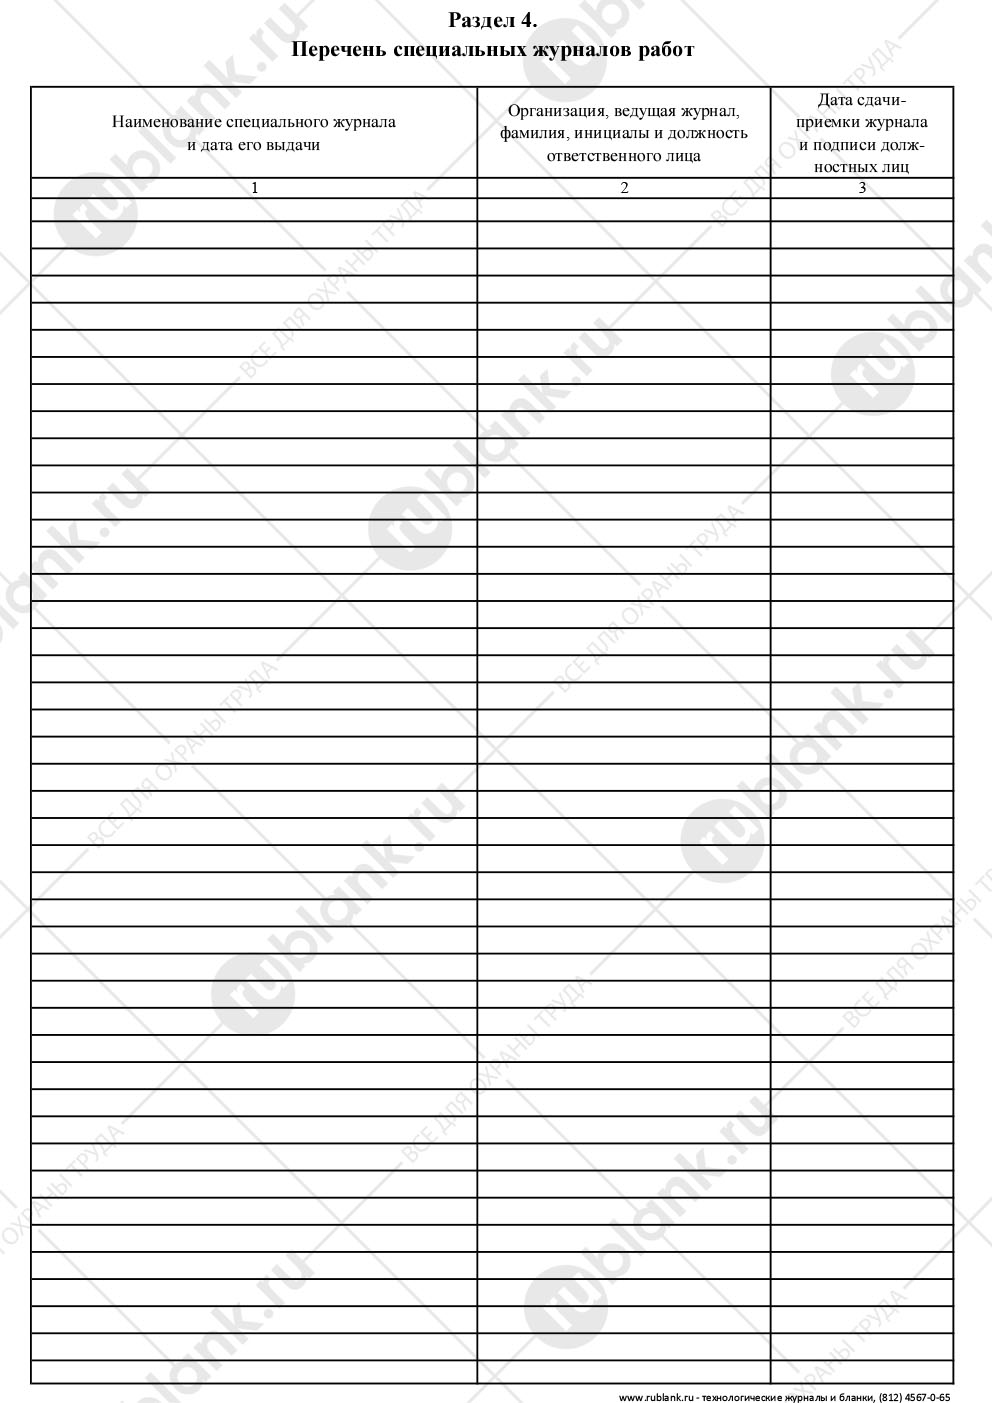 Раздел 4.
Перечень специальных журналов работ
Наименование специального журнала
и дата его выдачи
Организация, ведущая журнал,
фамилия, инициалы и должность
ответственного лица
Дата сдачи-
приемки журнала
и подписи долж-
ностных лиц
1
2
3
rublank.ru
ВСЕ ДЛЯ ОХРАНЫ ТРУДА
www.rublank.ru - технологические журналы и бланки, (812) 4567-0-65